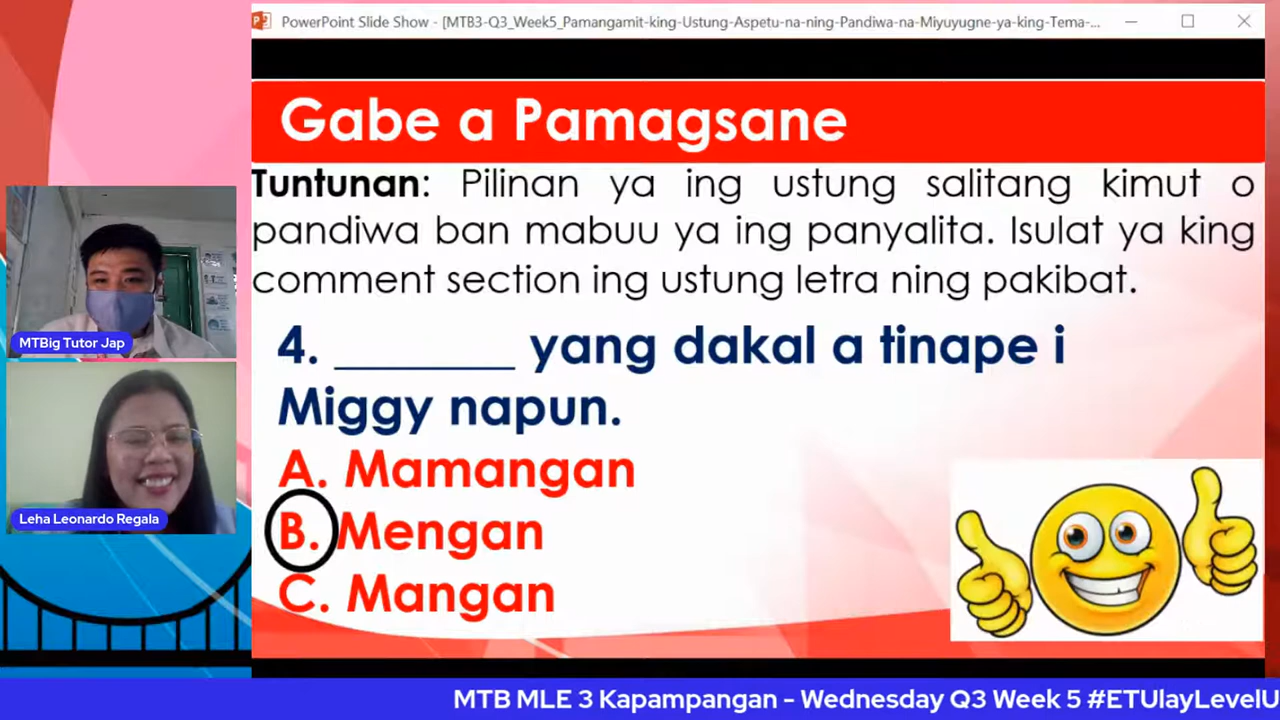 PowerPoint Slide Show - [MTB3-Q3_Week5_Pamangamit-king-Ustung-Aspetu-na-ning-Pandiwa-na-Miyuyugne-ya-king-Tema-...
Gabe a Pamagsane
Tuntunan: Pilinan ya ing ustung salitang kimut o
pandiwa ban mabuu ya ing panyalita. Isulat ya king
comment section ing ustung letra ning pakibat.
4. _______ yang dakal a tinape i
Miggy napun.
A. Mamangan
B. Mengan
C. Mangan
MTBig Tutor Jap
Leha Leonardo Regala
MTB MLE 3 Kapampangan - Wednesday Q3 Week 5 #ETUlayLevelU